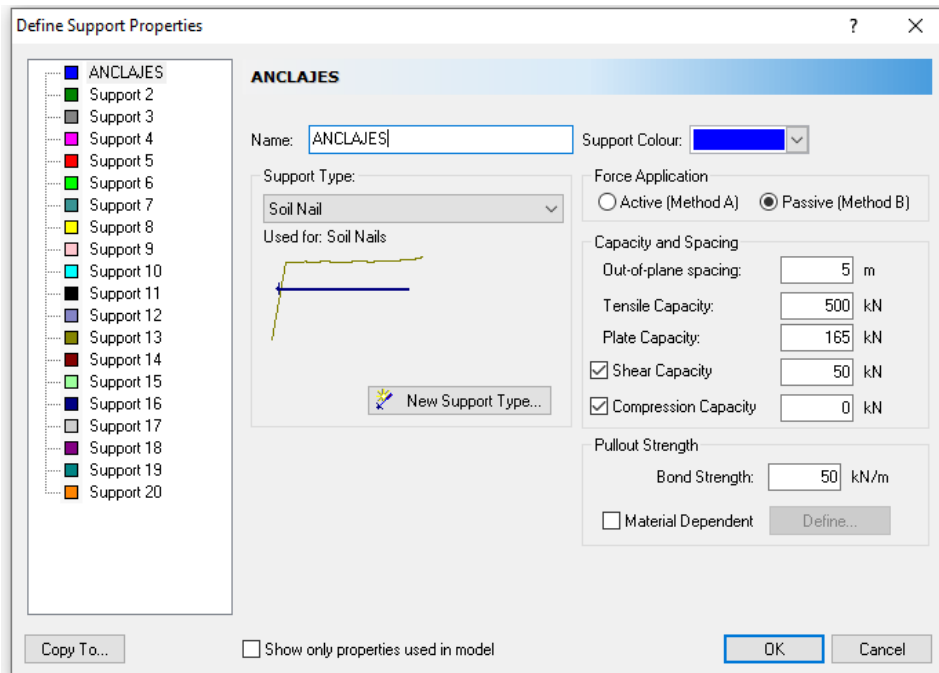 Define Support Properties
?
ANCLAJES
Support 2
Support 3
Support 4
Support 5
Support 6
Support 7
Support 8
Support 9
Support 10
Support 11
Support 12
Support 13
Support 14
Support 15
Support 16
Support 17
Support 18
Support 19
Support 20
ANCLAJES
Name: ANCLAJES
Support Colour:
Support Type:
Soil Nail
Used for: Soil Nails
New Support Type...
Force Application
Active (Method A) Passive (Method B)
Capacity and Spacing
Out-of-plane spacing: 5 m
Tensile Capacity: 500 kN
Plate Capacity: 165 kN
Shear Capacity 50 kN
Compression Capacity 0 kN
Pullout Strength
Bond Strength: 50 kN/m
Material Dependent Define...
Copy To... Show only properties used in model OK Cancel